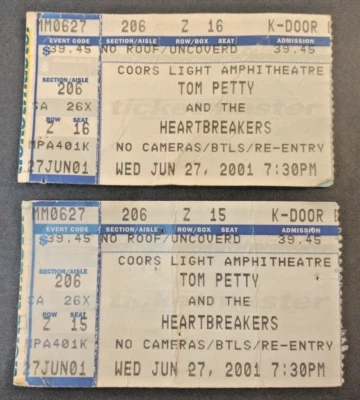 MM0627 206 Z 16 K-DOOR
EVENT CODE SECTION/AISLE ROW/BOX SEAT ADMISSION
$39.45 NO ROOF/UNCOVERD 39.45
SECTION/AISLE COORS LIGHT AMPHITHEATRE
206 TOM PETTY
CA 26X AND THE
ROW SEAT HEARTBREAKERS
Z 16
MPA401K NO CAMERAS/BTLS/RE-ENTRY
27JUN01 WED JUN 27, 2001 7:30PM
MM0627 206 Z 15 K-DOOR
EVENT CODE SECTION/AISLE ROW/BOX SEAT ADMISSION
$39.45 NO ROOF/UNCOVERD 39.45
SECTION/AISLE COORS LIGHT AMPHITHEATRE
206 TOM PETTY
CA 26X AND THE
ROW SEAT HEARTBREAKERS
Z 15
MPA401K NO CAMERAS/BTLS/RE-ENTRY
27JUN01 WED JUN 27, 2001 7:30PM